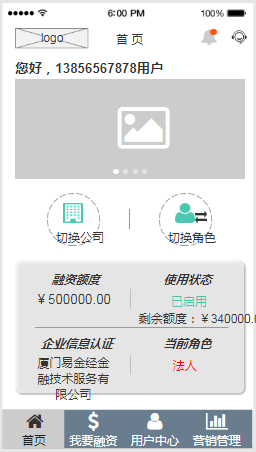 6:00 PM 100%
logo 首 页
您好，13856567878用户
切换公司 切换角色
融资额度 使用状态
￥500000.00 已启用
剩余额度：￥340000.0
企业信息认证 当前角色
厦门易金经金 法人
融技术服务有
限公司
首页 我要融资 用户中心 营销管理